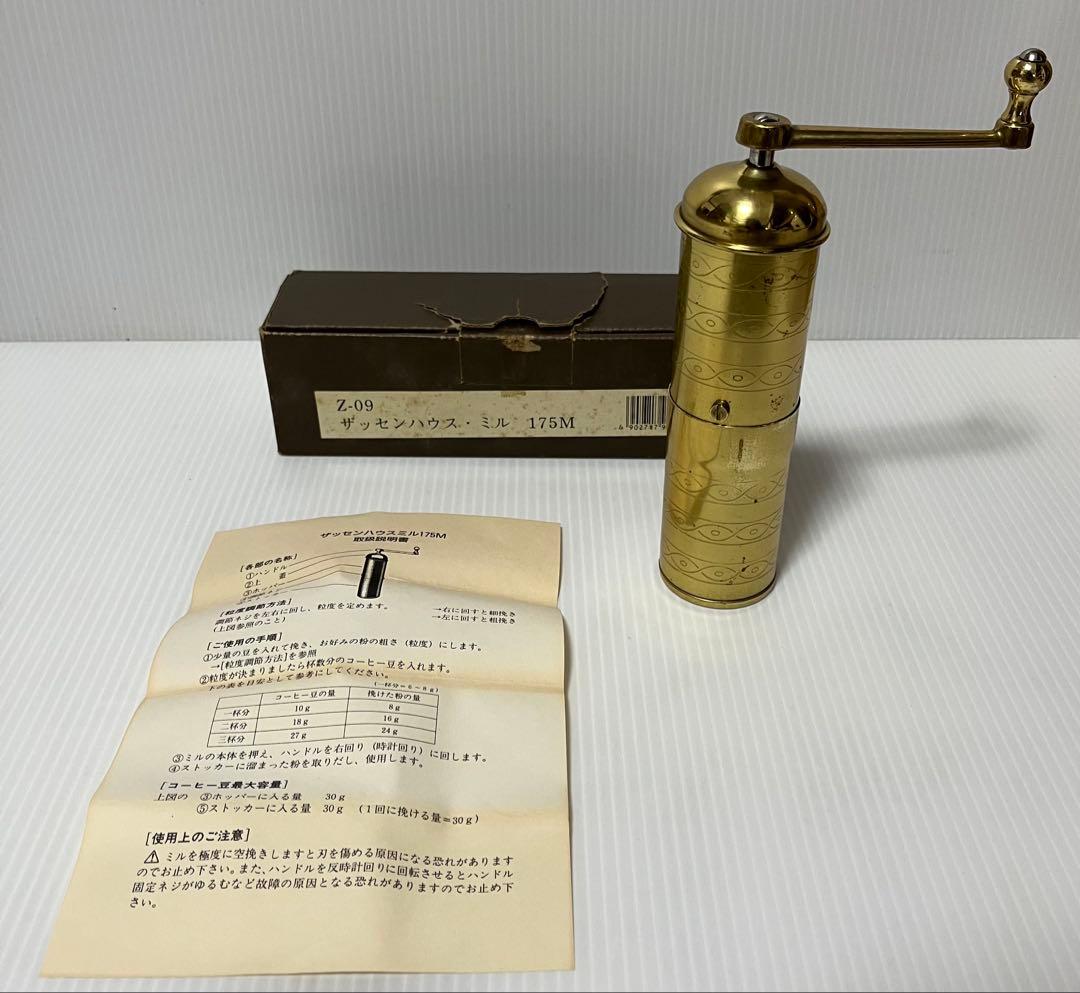 Z-09
ザッセンハウス・ミル 175M
4902787
ザッセンハウスミル175M
取扱説明書
[各部の名称]
①ハンドル
②上 蓋
③ホッパー
[粒度調節方法]
調節ネジを左右に回し、粒度を定めます。
(上図参照のこと)
→右に回すと細挽き
→左に回すと粗挽き
[ご使用の手順]
①少量の豆を入れて挽き、お好みの粉の粗さ(粒度)にします。
→[粒度調節方法]を参照
②粒度が決まりましたら杯数分のコーヒー豆を入れます。
下の表を目安として参考にしてください。
(一杯分=6~8g)
コーヒー豆の量 挽けた粉の量
一杯分 10g 8g
二杯分 18g 16g
三杯分 27g 24g
③ミルの本体を押え、ハンドルを右回り(時計回り)に回します。
④ストッカーに溜まった粉を取りだし、使用します。
[コーヒー豆最大容量]
上図の ③ホッパーに入る量 30g
⑤ストッカーに入る量 30g (1回に挽ける量=30g)
[使用上のご注意]
⚠ ミルを極度に空挽きしますと刃を傷める原因になる恐れがあります
のでお止め下さい。また、ハンドルを反時計回りに回転させるとハンドル
固定ネジがゆるむなど故障の原因となる恐れがありますのでお止め下
さい。